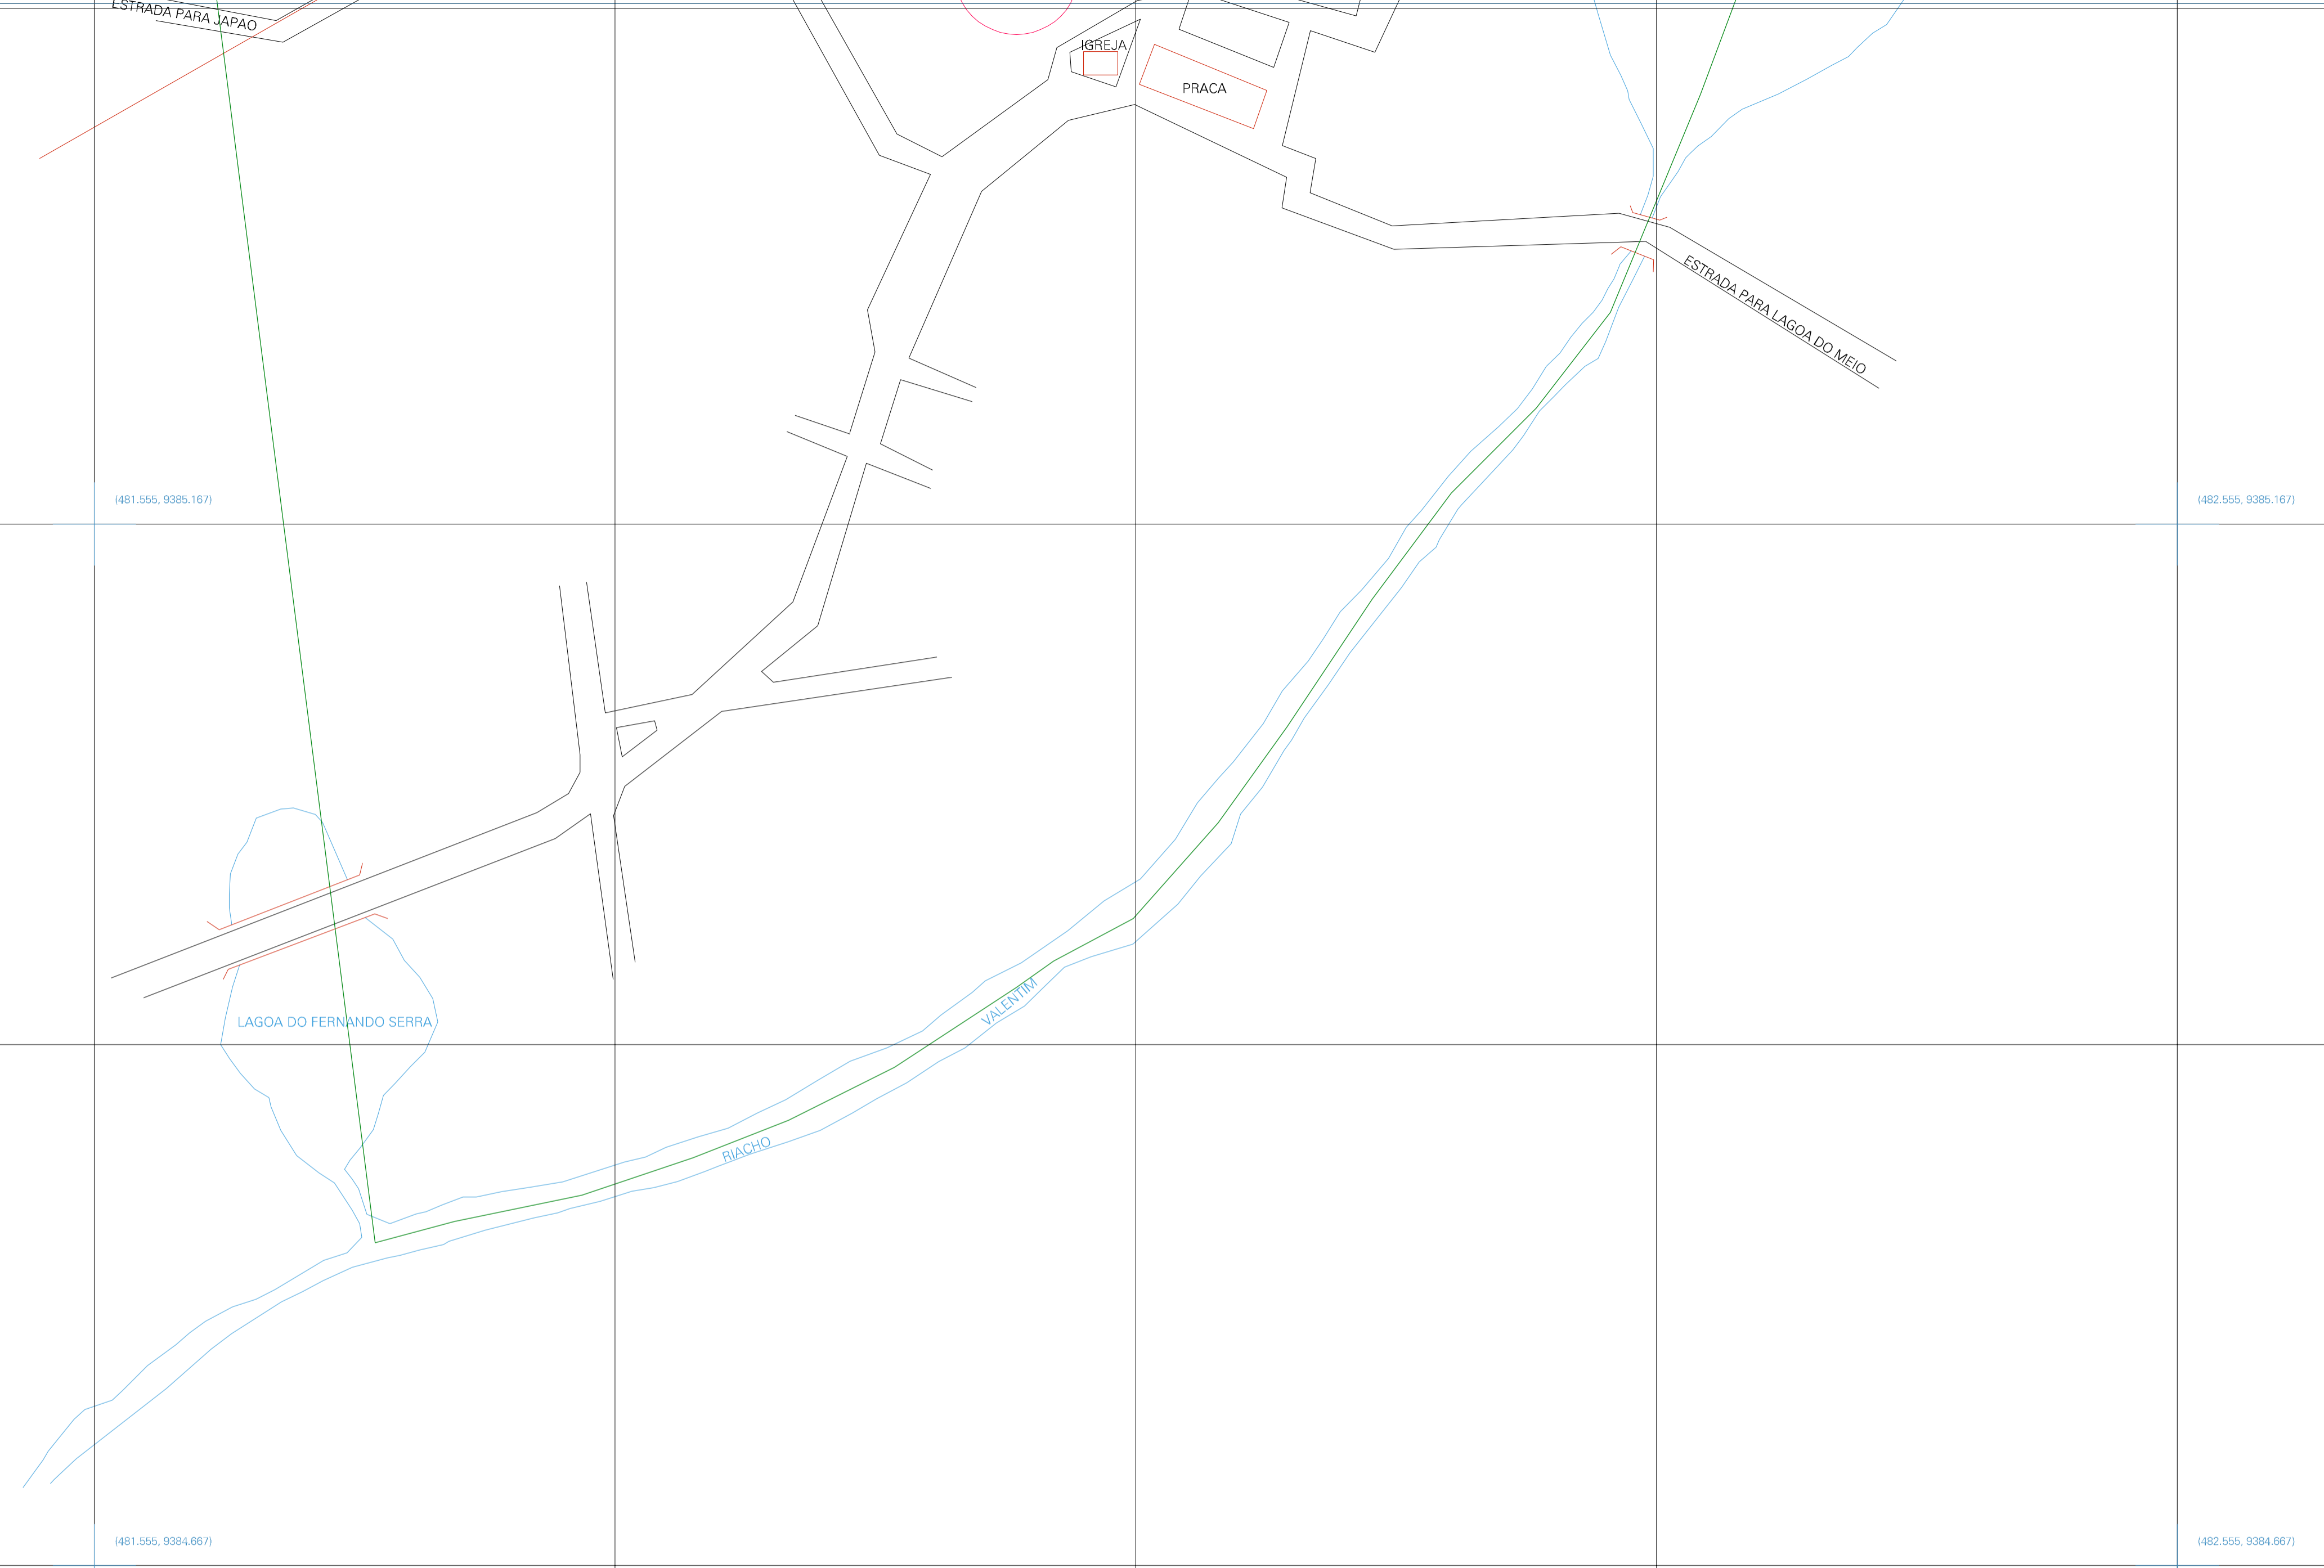 ESTRADA PARA JAPAO
IGREJA
PRACA
ESTRADA PARA LAGOA DO MEIO
(481.555, 9385.167)
(482.555, 9385.167)
LAGOA DO FERNANDO SERRA
VALENTIM
RIACHO
(481.555, 9384.667)
(482.555, 9384.667)